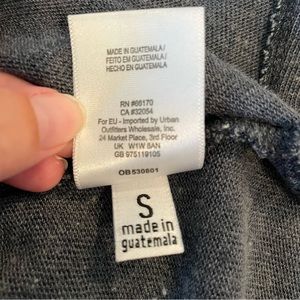 MADE IN GUATEMALA/
FEITO EM GUATEMALA/
HECHO EN GUATEMALA
RN #66170
CA #32054
For EU - Imported by Urban
Outfitters Wholesale, Inc.
24 Market Place, 3rd Floor
UK W1W 8AN
GB 975119105
OB530801
S
made in
guatemala